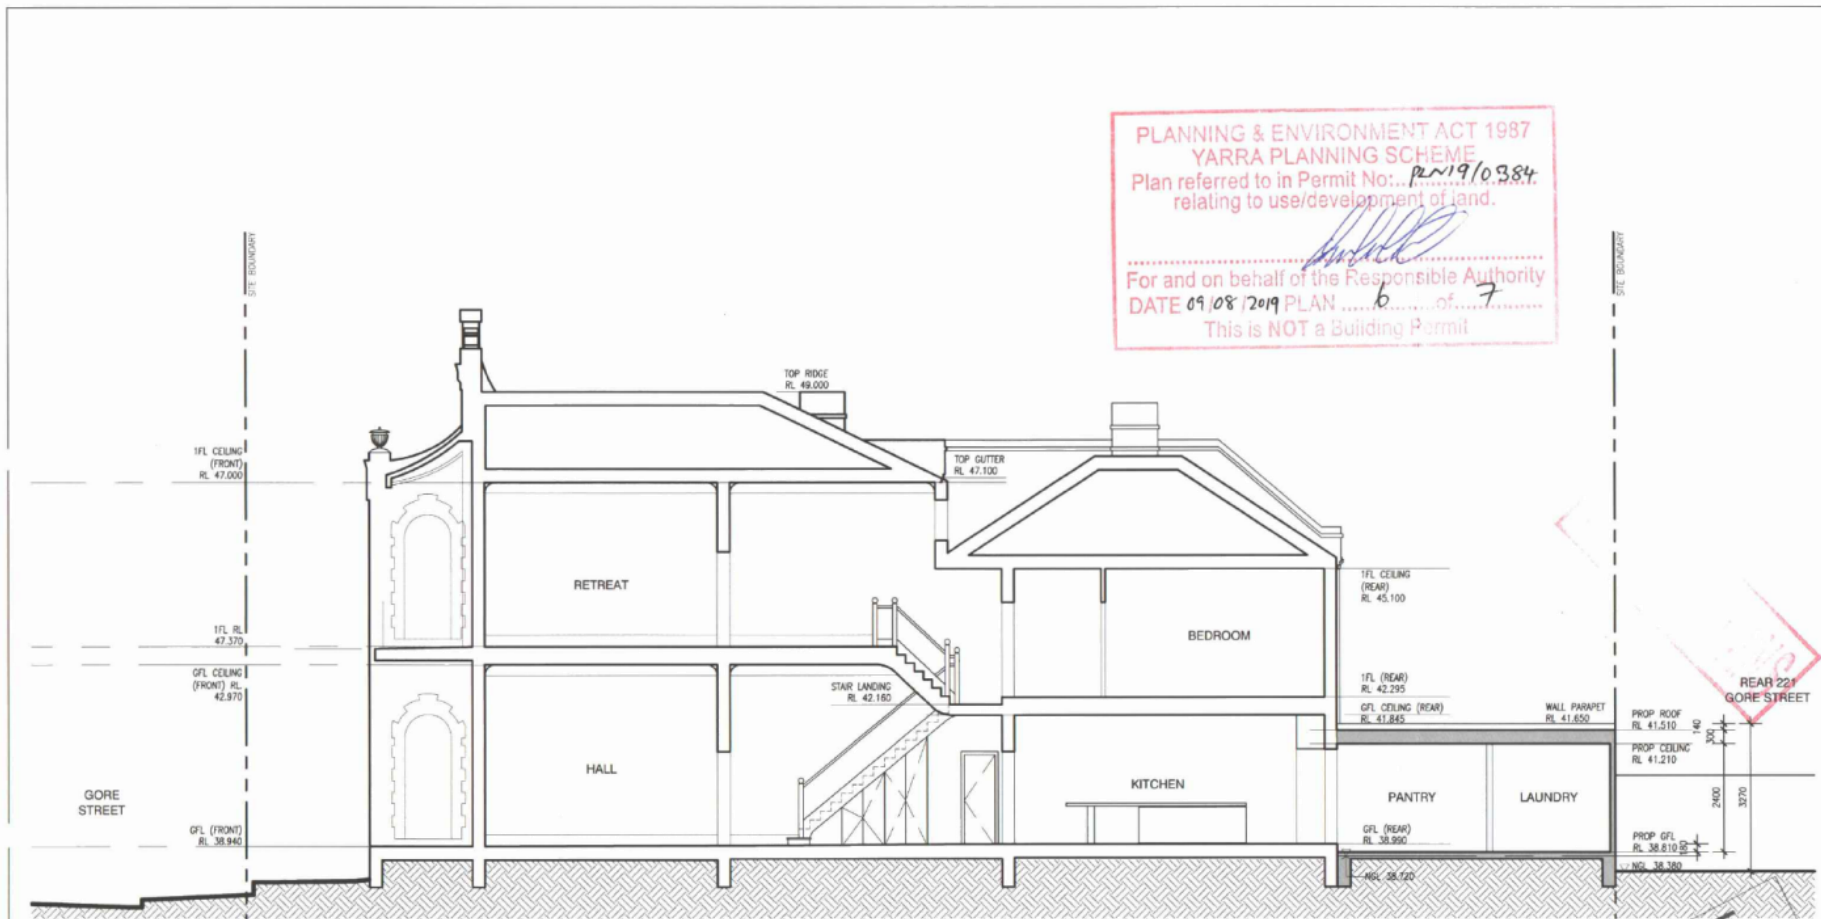 PLANNING & ENVIRONMENT ACT 1987
YARRA PLANNING SCHEME
Plan referred to in Permit No: PLN19/0384
relating to use/development of land.
For and on behalf of the Responsible Authority
DATE 09/08/2019 PLAN 6 of 7
This is NOT a Building Permit
SITE BOUNDARY
SITE BOUNDARY
TOP RIDGE
RL 49.000
1FL CEILING
(FRONT)
RL 47.000
TOP GUTTER
RL 47.100
RETREAT
1FL CEILING
(REAR)
RL 45.100
1FL RL
47.370
BEDROOM
GFL CEILING
(FRONT) RL
42.970
STAIR LANDING
RL 42.160
1FL (REAR)
RL 42.295
GFL CEILING (REAR)
RL 41.845
WALL PARAPET
RL 41.650
REAR 221
GORE STREET
PROP ROOF
RL 41.510
140
300
PROP CEILING
RL 41.210
HALL
KITCHEN
PANTRY
LAUNDRY
2400
3270
GORE
STREET
GFL (FRONT)
RL 38.940
GFL (REAR)
RL 38.990
PROP GFL
RL 38.810
180
NGL 38.720
NGL 38.380